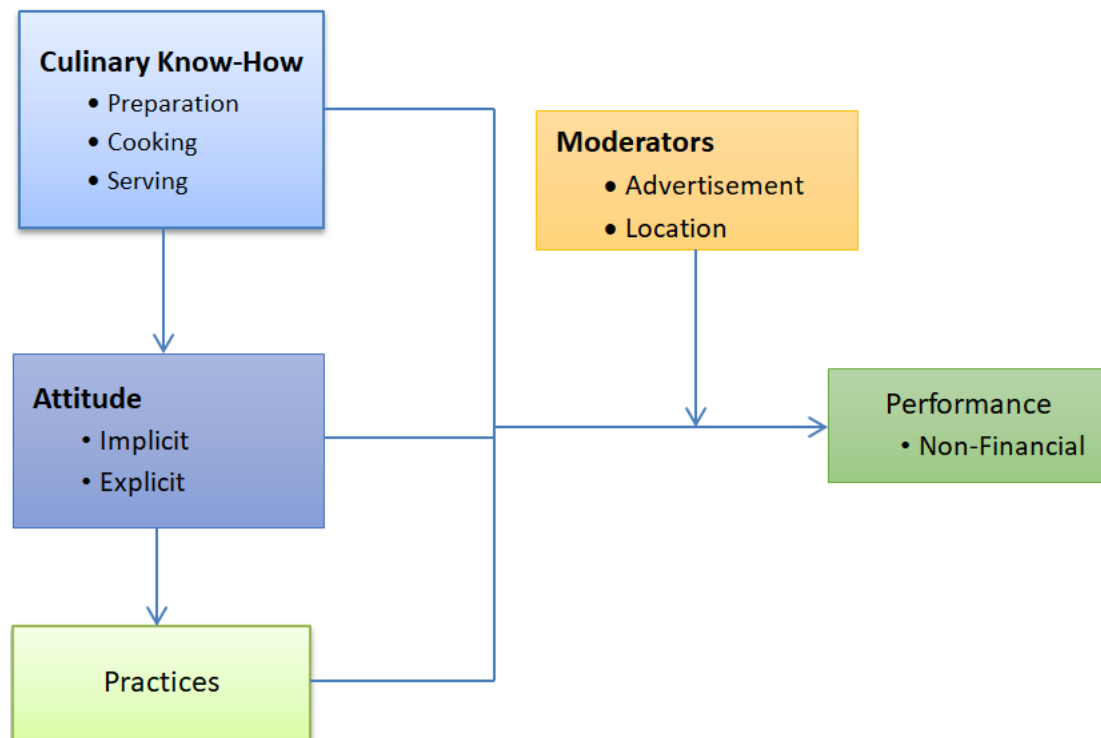 Culinary Know-How
• Preparation
• Cooking
• Serving
Moderators
• Advertisement
• Location
Attitude
• Implicit
• Explicit
Performance
• Non-Financial
Practices